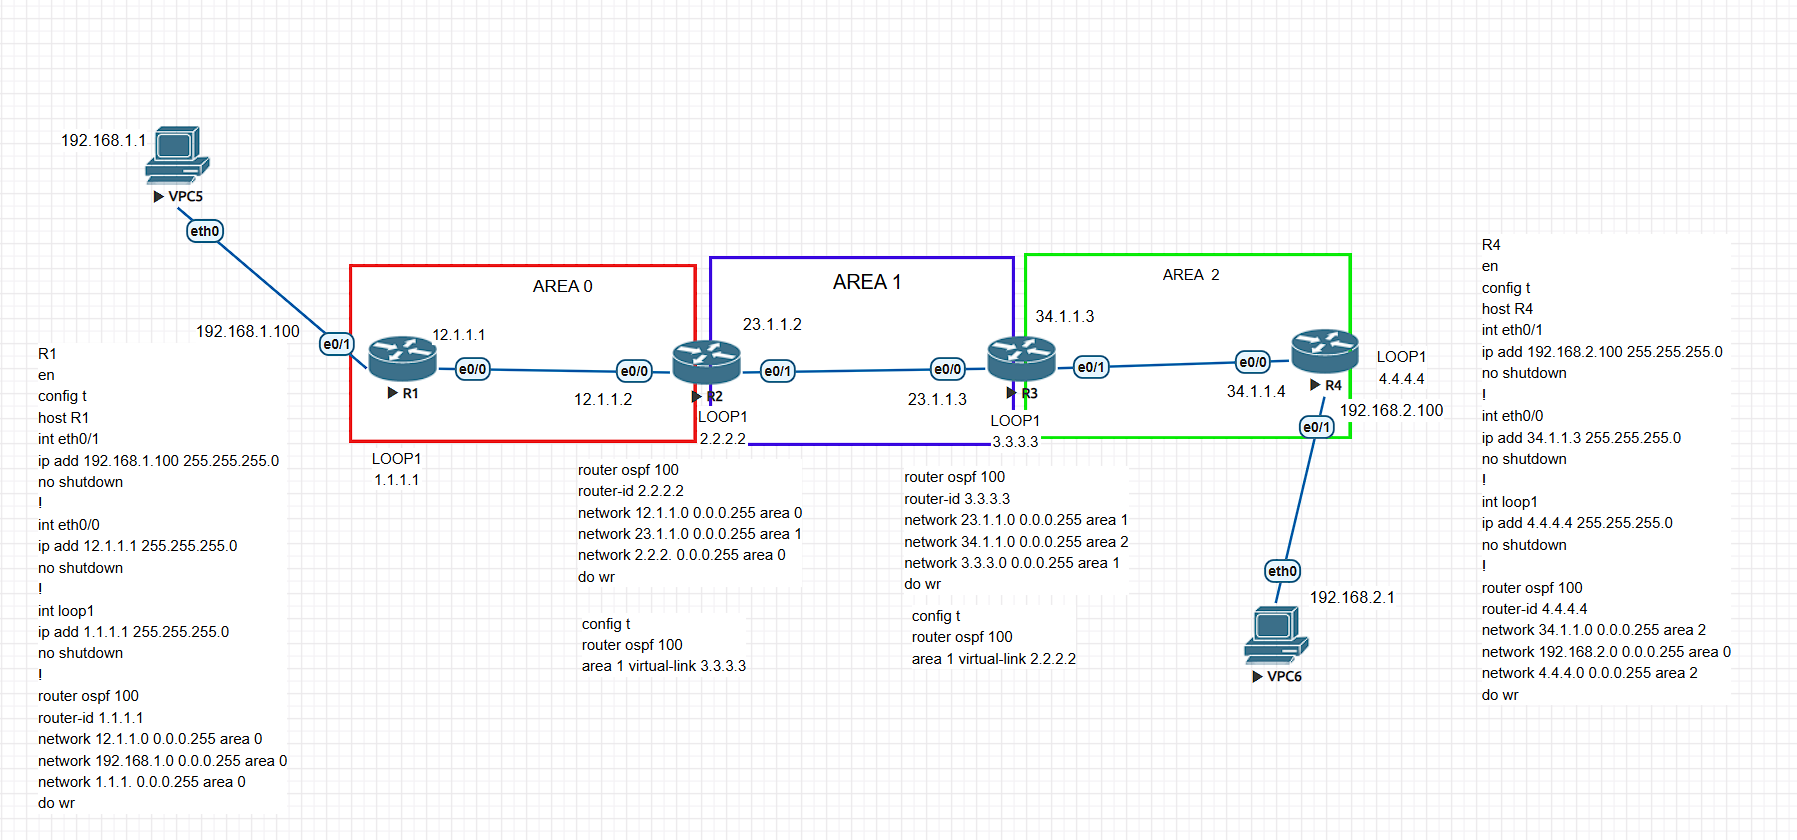 192.168.1.1
VPC5
eth0
192.168.1.100
e0/1
AREA 0
12.1.1.1
e0/0
R1
LOOP1
1.1.1.1
e0/0
12.1.1.2
R2
LOOP1
2.2.2.2
AREA 1
23.1.1.2
e0/1
e0/0
23.1.1.3
R3
LOOP1
3.3.3.3
AREA 2
34.1.1.3
e0/1
e0/0
34.1.1.4
R4
LOOP1
4.4.4.4
192.168.2.100
e0/1
eth0
192.168.2.1
VPC6
R1
en
config t
host R1
int eth0/1
ip add 192.168.1.100 255.255.255.0
no shutdown
!
int eth0/0
ip add 12.1.1.1 255.255.255.0
no shutdown
!
int loop1
ip add 1.1.1.1 255.255.255.0
no shutdown
!
router ospf 100
router-id 1.1.1.1
network 12.1.1.0 0.0.0.255 area 0
network 192.168.1.0 0.0.0.255 area 0
network 1.1.1. 0.0.0.255 area 0
do wr
router ospf 100
router-id 2.2.2.2
network 12.1.1.0 0.0.0.255 area 0
network 23.1.1.0 0.0.0.255 area 1
network 2.2.2. 0.0.0.255 area 0
do wr
config t
router ospf 100
area 1 virtual-link 3.3.3.3
router ospf 100
router-id 3.3.3.3
network 23.1.1.0 0.0.0.255 area 1
network 34.1.1.0 0.0.0.255 area 2
network 3.3.3.0 0.0.0.255 area 1
do wr
config t
router ospf 100
area 1 virtual-link 2.2.2.2
R4
en
config t
host R4
int eth0/1
ip add 192.168.2.100 255.255.255.0
no shutdown
!
int eth0/0
ip add 34.1.1.3 255.255.255.0
no shutdown
!
int loop1
ip add 4.4.4.4 255.255.255.0
no shutdown
!
router ospf 100
router-id 4.4.4.4
network 34.1.1.0 0.0.0.255 area 2
network 192.168.2.0 0.0.0.255 area 0
network 4.4.4.0 0.0.0.255 area 2
do wr